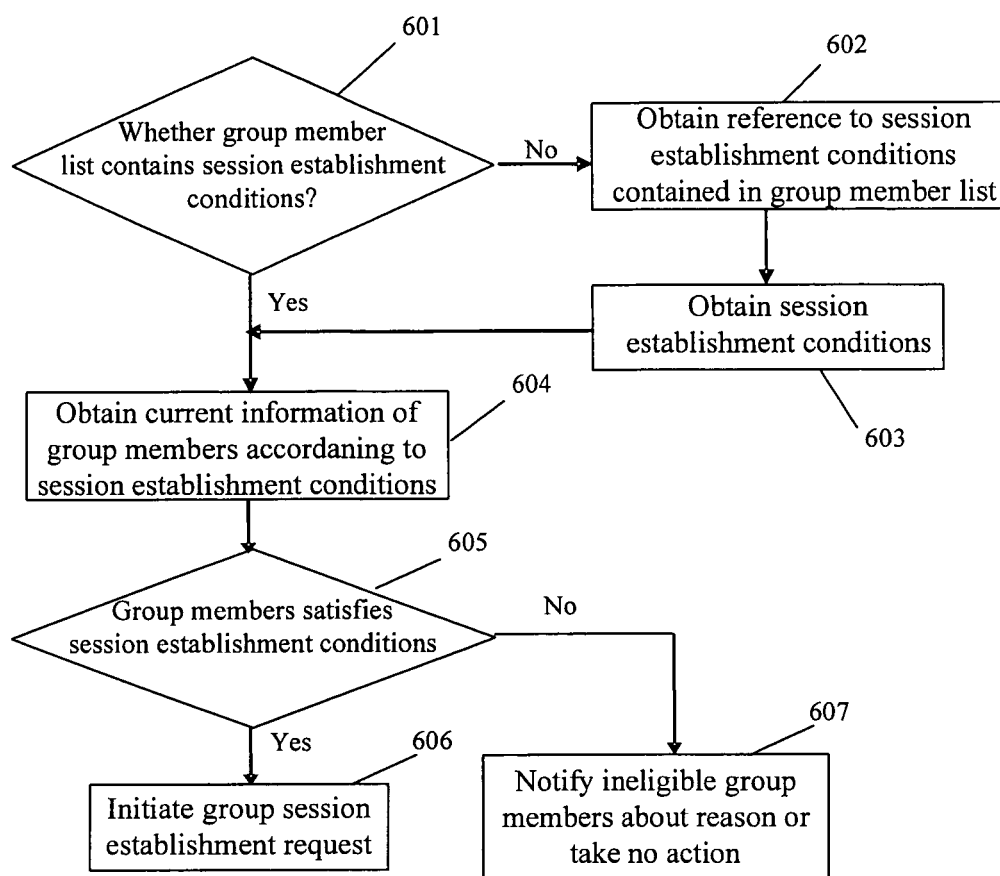 601
Whether group member
list contains session establishment
conditions?
No
602
Obtain reference to session
establishment conditions
contained in group member list
Yes
Obtain session
establishment conditions
603
604
Obtain current information of
group members accordaning to
session establishment conditions
605
Group members satisfies
session establishment conditions
No
Yes
606
Initiate group session
establishment request
607
Notify ineligible group
members about reason or
take no action